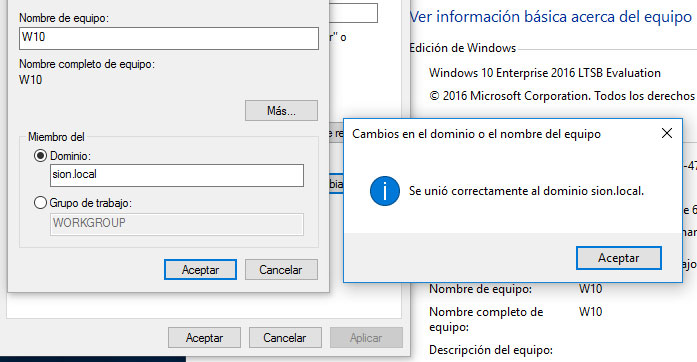 Nombre de equipo:
W10
Nombre completo de equipo:
W10
Más...
Miembro del
Dominio:
sion.local
Grupo de trabajo:
WORKGROUP
Aceptar
Cancelar
Aceptar
Cancelar
Aplicar
" o
Ver información básica acerca del equipo
Edición de Windows
Windows 10 Enterprise 2016 LTSB Evaluation
© 2016 Microsoft Corporation. Todos los derechos
Cambios en el dominio o el nombre del equipo
Se unió correctamente al dominio sion.local.
Aceptar
-47
Nombre de equipo:
W10
Nombre completo de
W10
equipo:
Descripción del equipo: